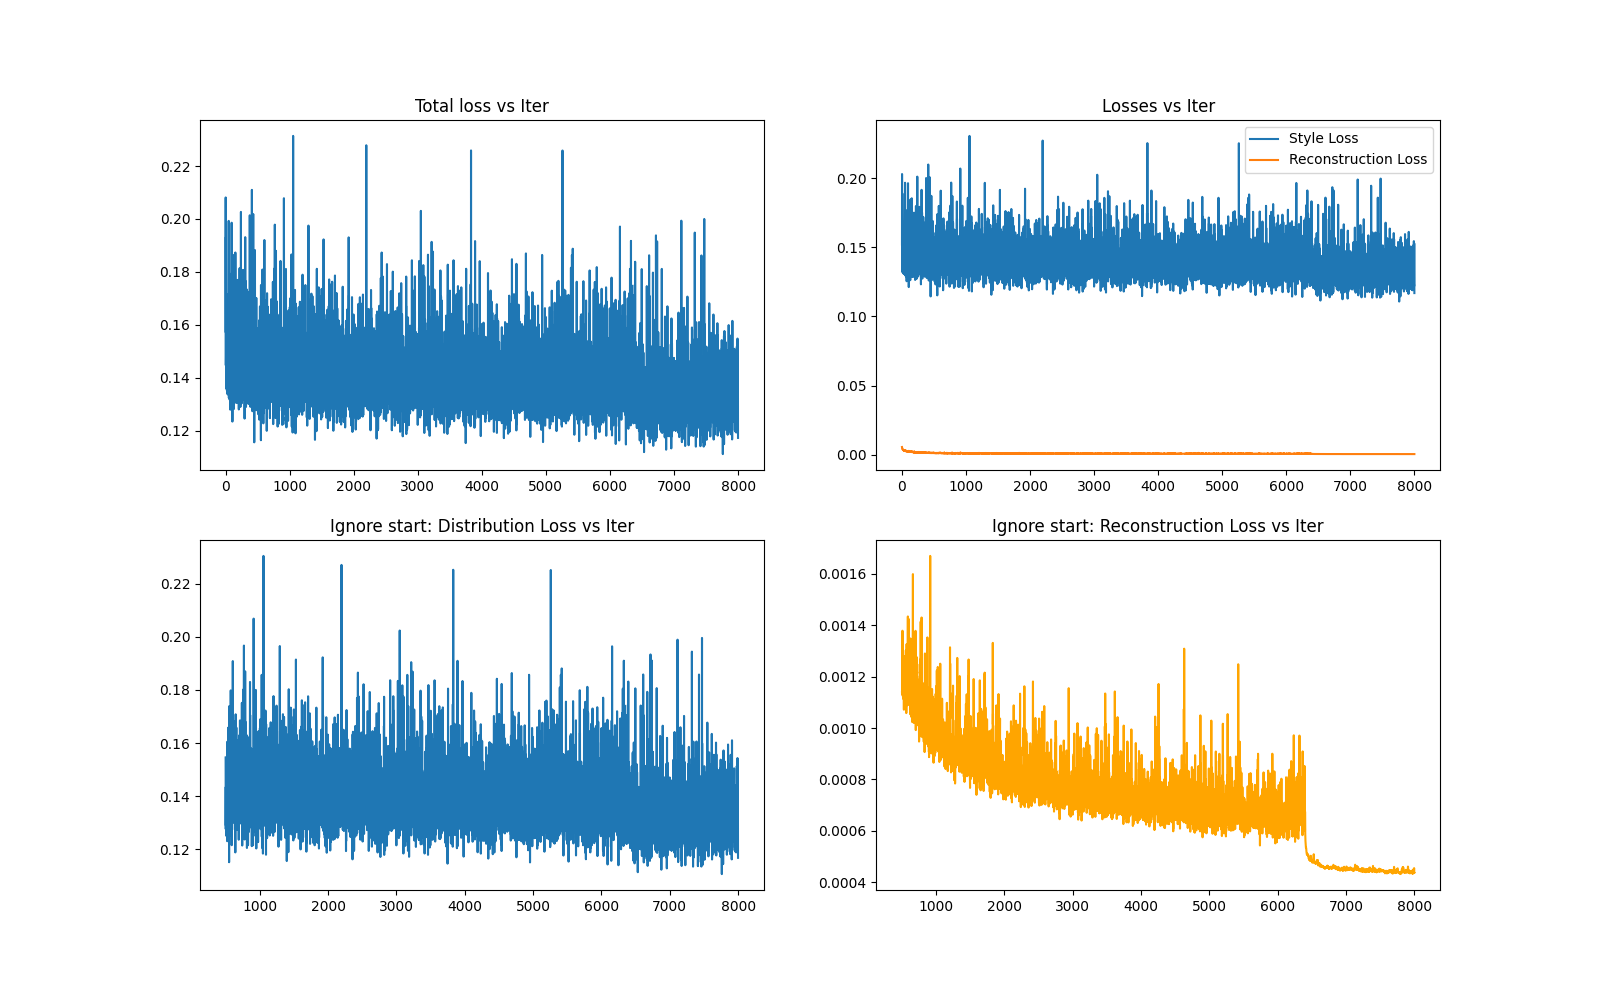 Total loss vs Iter
0.22
0.20
0.18
0.16
0.14
0.12
0 1000 2000 3000 4000 5000 6000 7000 8000
Losses vs Iter
Style Loss
Reconstruction Loss
0.20
0.15
0.10
0.05
0.00
0 1000 2000 3000 4000 5000 6000 7000 8000
Ignore start: Distribution Loss vs Iter
0.22
0.20
0.18
0.16
0.14
0.12
1000 2000 3000 4000 5000 6000 7000 8000
Ignore start: Reconstruction Loss vs Iter
0.0016
0.0014
0.0012
0.0010
0.0008
0.0006
0.0004
1000 2000 3000 4000 5000 6000 7000 8000